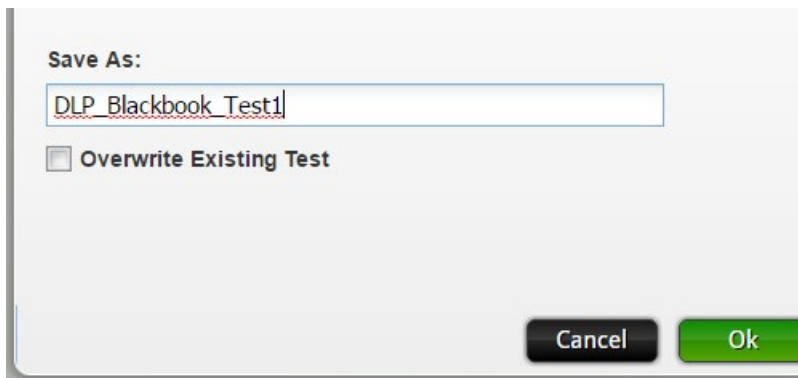 Save As:
DLP_Blackbook_Test1
Overwrite Existing Test
Cancel Ok